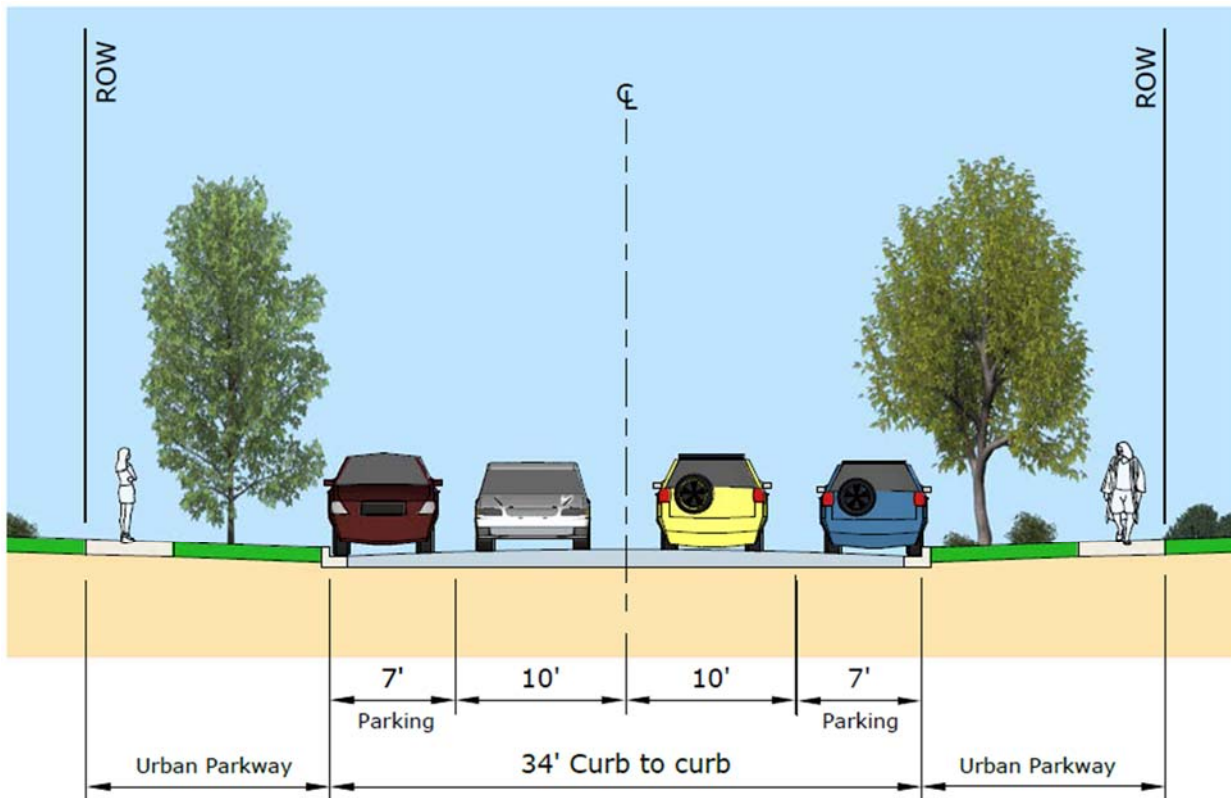 ROW
℄
ROW
7'
10'
10'
7'
Parking
Parking
Urban Parkway
34' Curb to curb
Urban Parkway